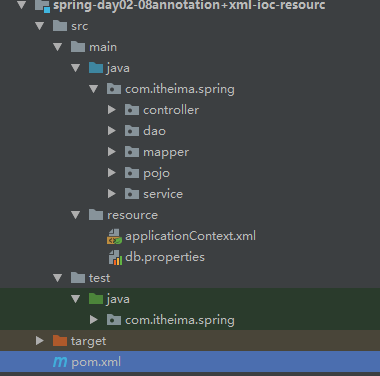 spring-day02-08annotation+xml-ioc-resourc
src
main
java
com.itheima.spring
controller
dao
mapper
pojo
service
resource
applicationContext.xml
db.properties
test
java
com.itheima.spring
target
pom.xml